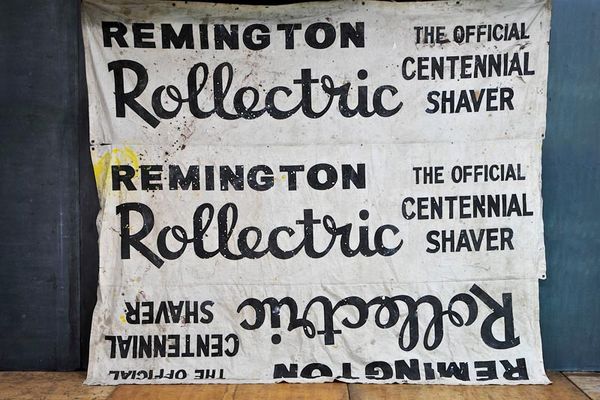 REMINGTON
Rollectric
THE OFFICIAL
CENTENNIAL
SHAVER
REMINGTON
Rollectric
THE OFFICIAL
CENTENNIAL
SHAVER
REMINGTON
Rollectric
THE OFFICIAL
CENTENNIAL
SHAVER